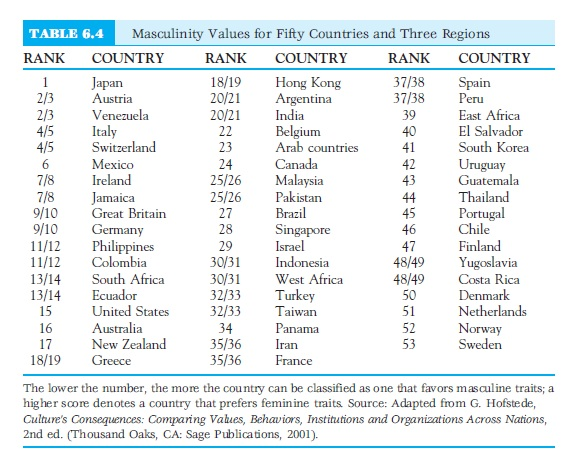 TABLE 6.4 Masculinity Values for Fifty Countries and Three Regions
RANK COUNTRY RANK COUNTRY RANK COUNTRY
1 Japan 18/19 Hong Kong 37/38 Spain
2/3 Austria 20/21 Argentina 37/38 Peru
2/3 Venezuela 20/21 India 39 East Africa
4/5 Italy 22 Belgium 40 El Salvador
4/5 Switzerland 23 Arab countries 41 South Korea
6 Mexico 24 Canada 42 Uruguay
7/8 Ireland 25/26 Malaysia 43 Guatemala
7/8 Jamaica 25/26 Pakistan 44 Thailand
9/10 Great Britain 27 Brazil 45 Portugal
9/10 Germany 28 Singapore 46 Chile
11/12 Philippines 29 Israel 47 Finland
11/12 Colombia 30/31 Indonesia 48/49 Yugoslavia
13/14 South Africa 30/31 West Africa 48/49 Costa Rica
13/14 Ecuador 32/33 Turkey 50 Denmark
15 United States 32/33 Taiwan 51 Netherlands
16 Australia 34 Panama 52 Norway
17 New Zealand 35/36 Iran 53 Sweden
18/19 Greece 35/36 France
The lower the number, the more the country can be classified as one that favors masculine traits; a
higher score denotes a country that prefers feminine traits. Source: Adapted from G. Hofstede,
Culture's Consequences: Comparing Values, Behaviors, Institutions and Organizations Across Nations,
2nd ed. (Thousand Oaks, CA: Sage Publications, 2001).